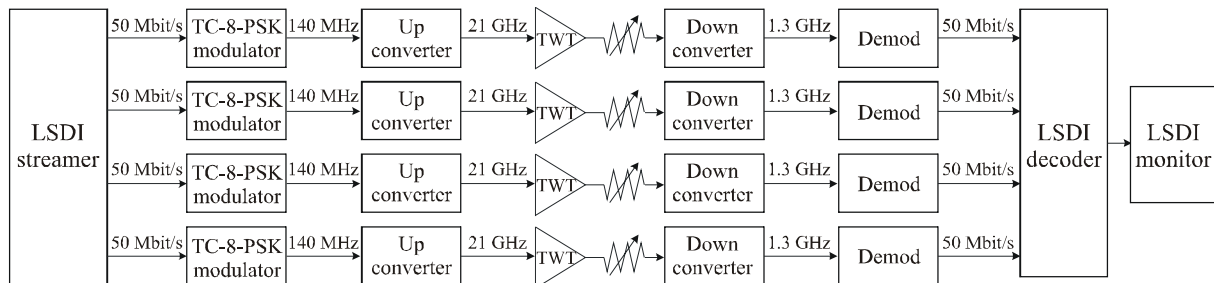 50 Mbit/s
TC-8-PSK
modulator
140 MHz
Up
converter
21 GHz
TWT
Down
converter
1.3 GHz
Demod
50 Mbit/s
50 Mbit/s
TC-8-PSK
modulator
140 MHz
Up
converter
21 GHz
TWT
Down
converter
1.3 GHz
Demod
50 Mbit/s
LSDI
streamer
LSDI
decoder
LSDI
monitor
50 Mbit/s
TC-8-PSK
modulator
140 MHz
Up
converter
21 GHz
TWT
Down
converter
1.3 GHz
Demod
50 Mbit/s
50 Mbit/s
TC-8-PSK
modulator
140 MHz
Up
converter
21 GHz
TWT
Down
converter
1.3 GHz
Demod
50 Mbit/s